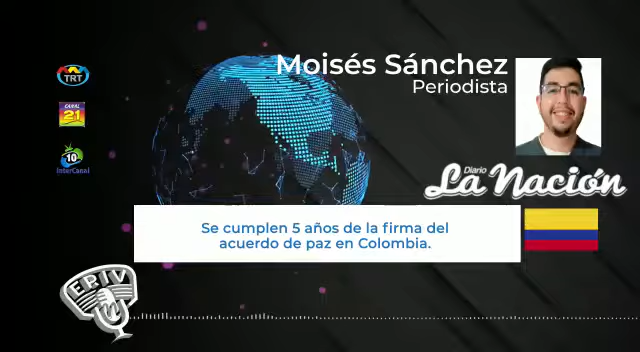 Moisés Sánchez
Periodista
TRT
CANAL
21
10
InterCanal
Diario
La Nación
Se cumplen 5 años de la firma del
acuerdo de paz en Colombia.
EPIV